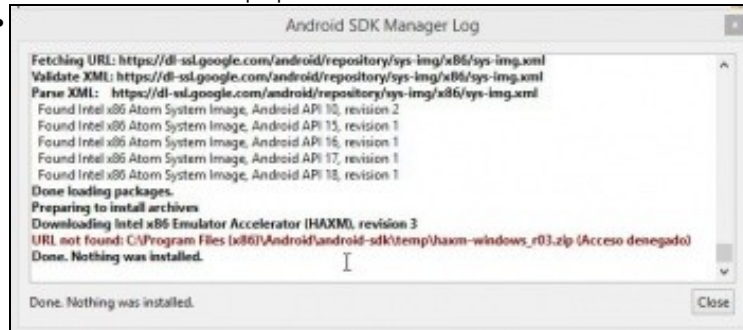 Android SDK Manager Log
Fetching URL: https://dl-ssl.google.com/android/repository/sys-img/x86/sys-img.xml
Validate XML: https://dl-ssl.google.com/android/repository/sys-img/x86/sys-img.xml
Parse XML: https://dl-ssl.google.com/android/repository/sys-img/x86/sys-img.xml
Found Intel x86 Atom System Image, Android API 10, revision 2
Found Intel x86 Atom System Image, Android API 15, revision 1
Found Intel x86 Atom System Image, Android API 16, revision 1
Found Intel x86 Atom System Image, Android API 17, revision 1
Found Intel x86 Atom System Image, Android API 18, revision 1
Done loading packages.
Preparing to install archives
Downloading Intel x86 Emulator Accelerator (HAXM), revision 3
URL not found: C:\Program Files (x86)\Android\android-sdk\temp\haxm-windows_r03.zip (Acceso denegado)
Done. Nothing was installed.
Done. Nothing was installed.
Close